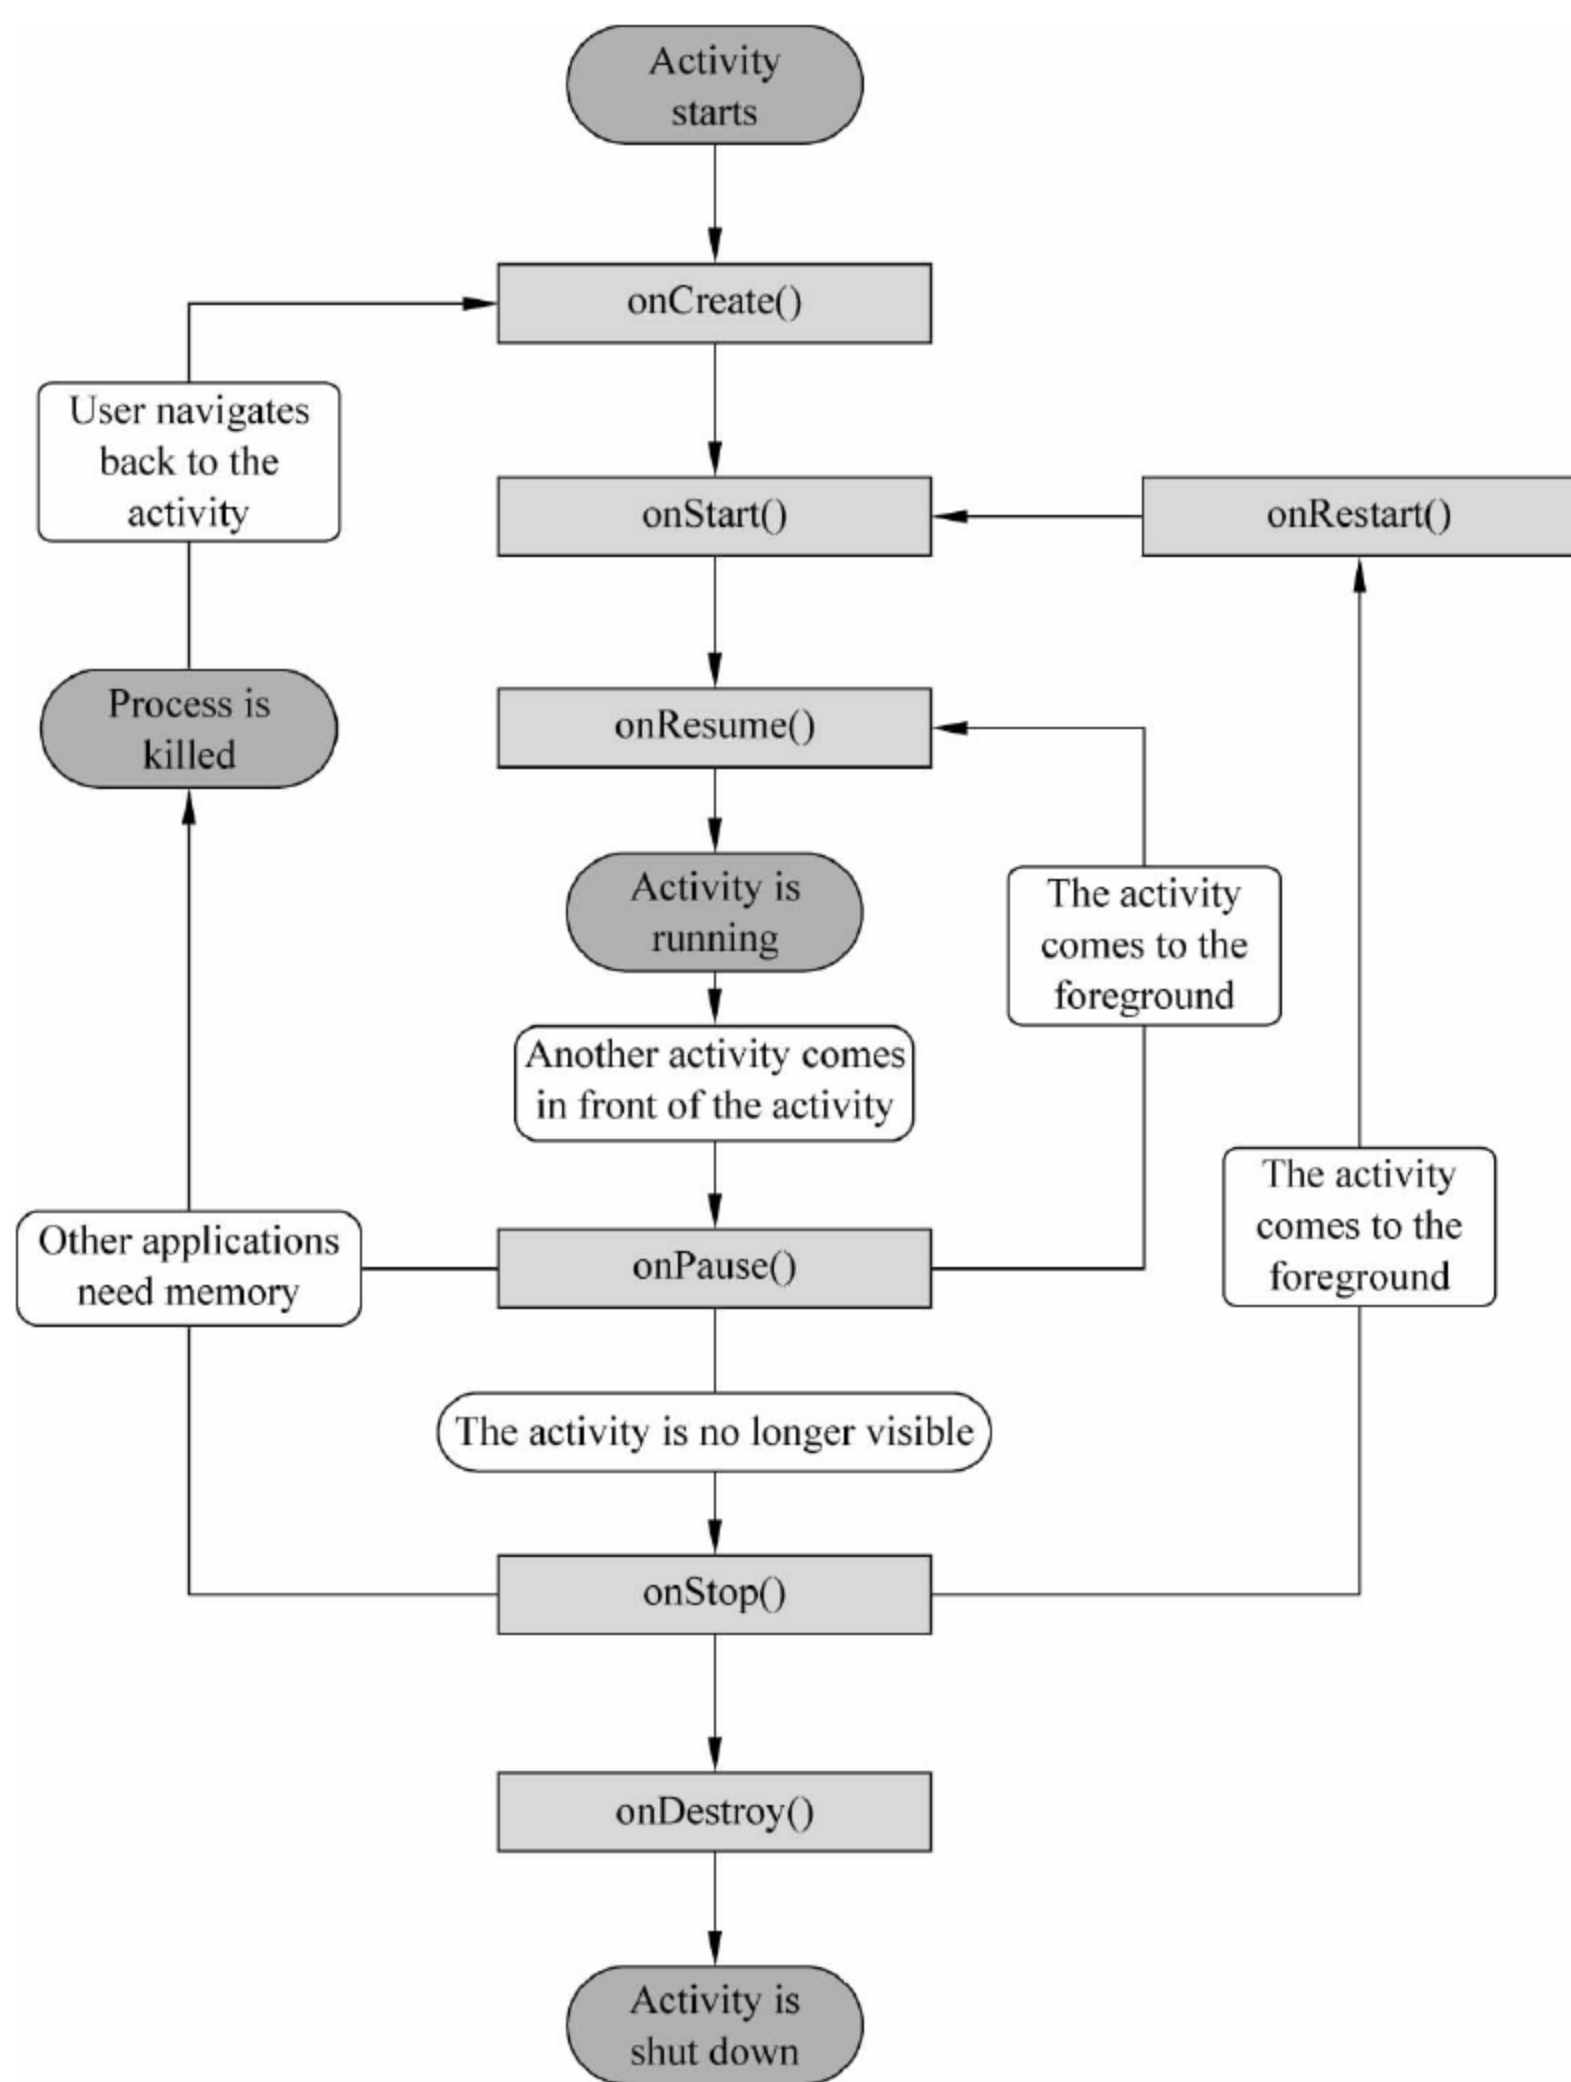 Activity
starts
onCreate()
User navigates
back to the
activity
onStart()
onRestart()
Process is
killed
onResume()
Activity is
running
The activity
comes to the
foreground
Another activity comes
in front of the activity
The activity
comes to the
foreground
Other applications
need memory
onPause()
The activity is no longer visible
onStop()
onDestroy()
Activity is
shut down